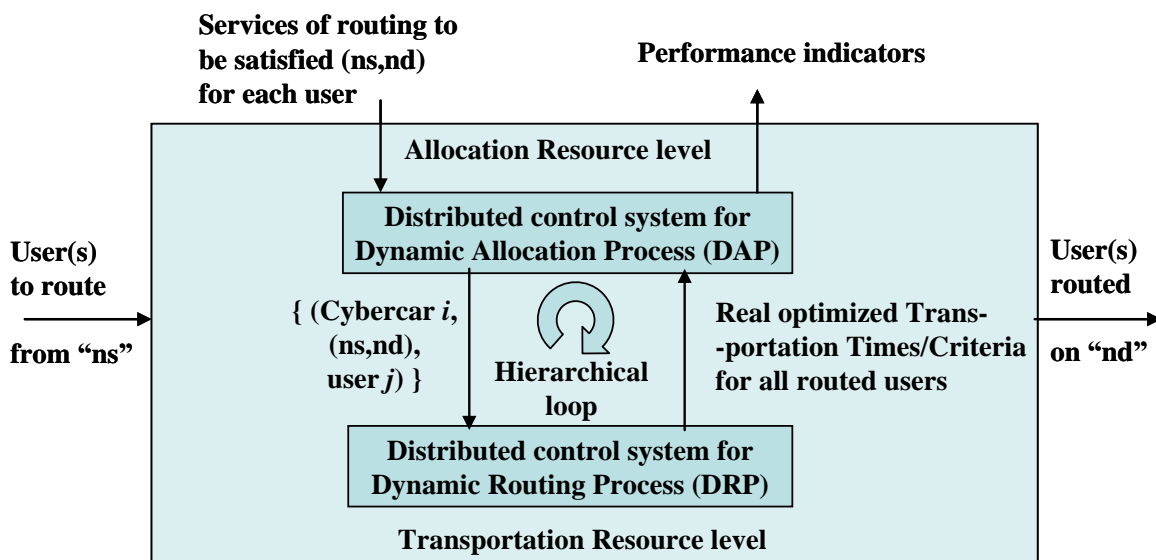 Services of routing to
be satisfied (ns,nd)
for each user
Performance indicators
Allocation Resource level
Distributed control system for
Dynamic Allocation Process (DAP)
User(s)
to route
from “ns”
{ (Cybercar i,
(ns,nd),
user j) }
Hierarchical
loop
Real optimized Trans-
-portation Times/Criteria
for all routed users
User(s)
routed
on “nd”
Distributed control system for
Dynamic Routing Process (DRP)
Transportation Resource level